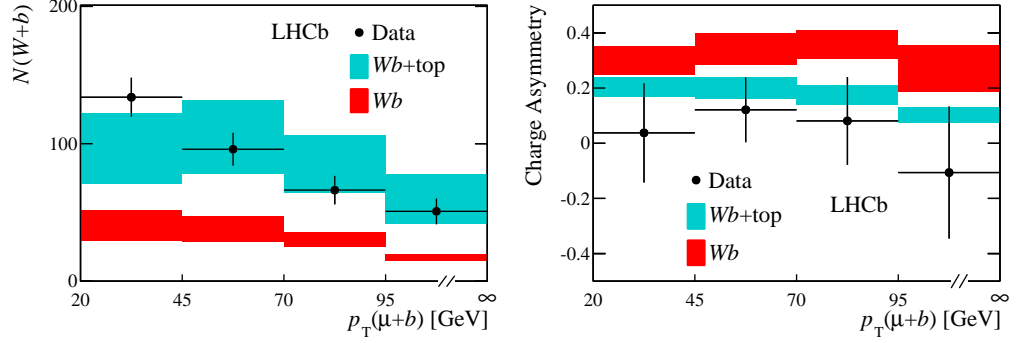 200
100
0
N(W+b)
LHCb
Data
Wb+top
Wb
20 45 70 95 ∞
//
p_T(μ+b) [GeV]
0.4
0.2
0
-0.2
-0.4
Charge Asymmetry
Data
Wb+top
LHCb
Wb
20 45 70 95 ∞
//
p_T(μ+b) [GeV]